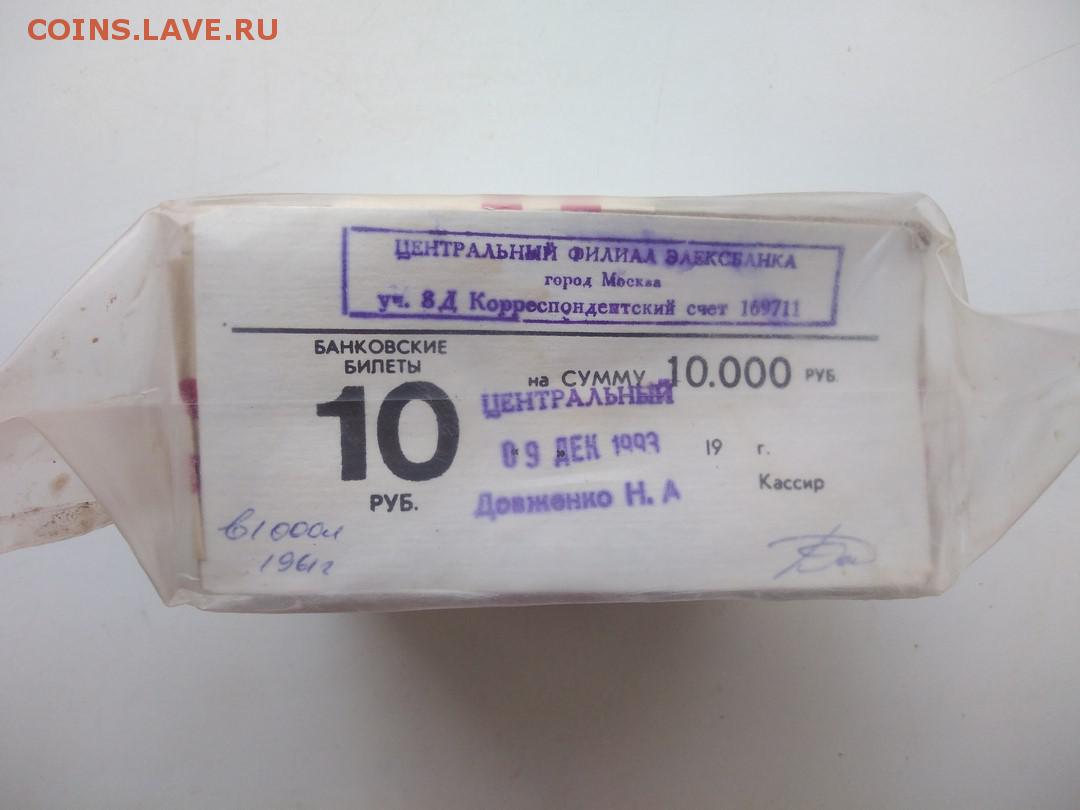 COINS.LAVE.RU
ЦЕНТРАЛЬНЫЙ ФИЛИАЛ ЭЛЕКСБАНКА
город Москва
уч. 8Д Корреспондентский счет 169711
БАНКОВСКИЕ
БИЛЕТЫ
на СУММУ 10.000 РУБ.
10
ЦЕНТРАЛЬНЫЙ
09 ДЕК 1993
19 г.
РУБ.
Довженко Н. А
Кассир
в 1000л
1961г